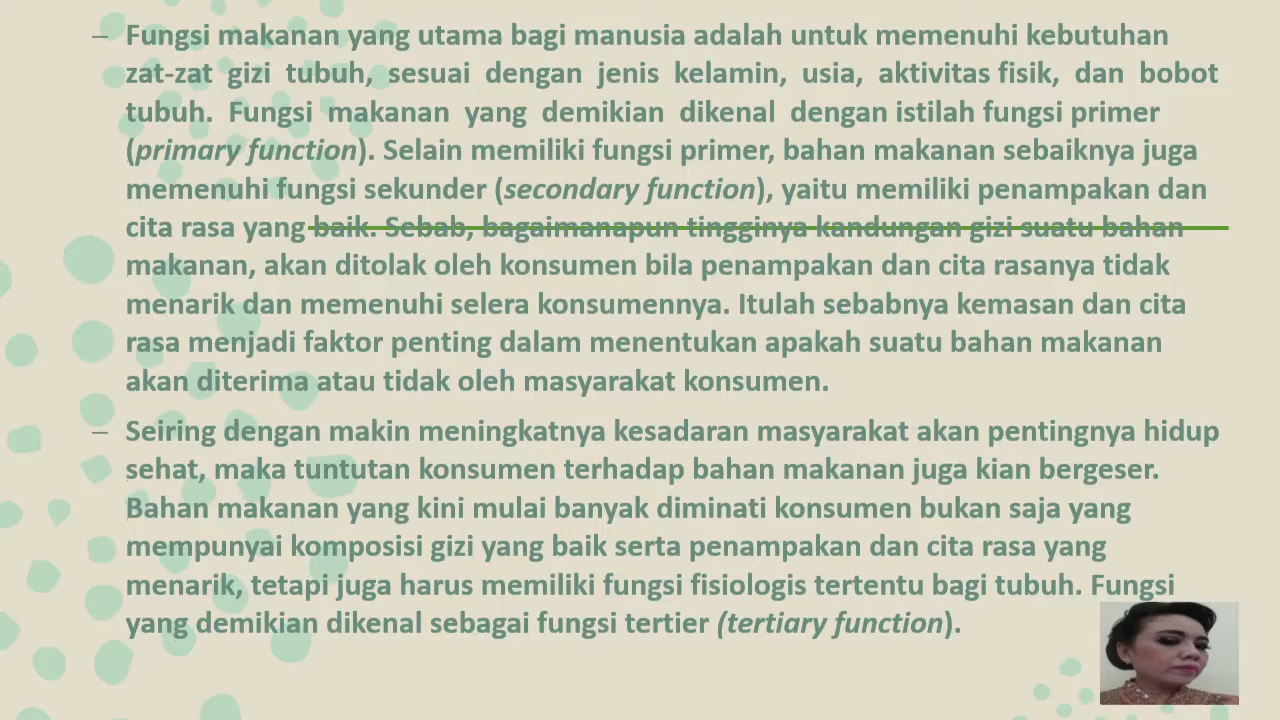 – Fungsi makanan yang utama bagi manusia adalah untuk memenuhi kebutuhan
zat-zat gizi tubuh, sesuai dengan jenis kelamin, usia, aktivitas fisik, dan bobot
tubuh. Fungsi makanan yang demikian dikenal dengan istilah fungsi primer
(primary function). Selain memiliki fungsi primer, bahan makanan sebaiknya juga
memenuhi fungsi sekunder (secondary function), yaitu memiliki penampakan dan
cita rasa yang baik. Sebab, bagaimanapun tingginya kandungan gizi suatu bahan
makanan, akan ditolak oleh konsumen bila penampakan dan cita rasanya tidak
menarik dan memenuhi selera konsumennya. Itulah sebabnya kemasan dan cita
rasa menjadi faktor penting dalam menentukan apakah suatu bahan makanan
akan diterima atau tidak oleh masyarakat konsumen.
– Seiring dengan makin meningkatnya kesadaran masyarakat akan pentingnya hidup
sehat, maka tuntutan konsumen terhadap bahan makanan juga kian bergeser.
Bahan makanan yang kini mulai banyak diminati konsumen bukan saja yang
mempunyai komposisi gizi yang baik serta penampakan dan cita rasa yang
menarik, tetapi juga harus memiliki fungsi fisiologis tertentu bagi tubuh. Fungsi
yang demikian dikenal sebagai fungsi tertier (tertiary function).